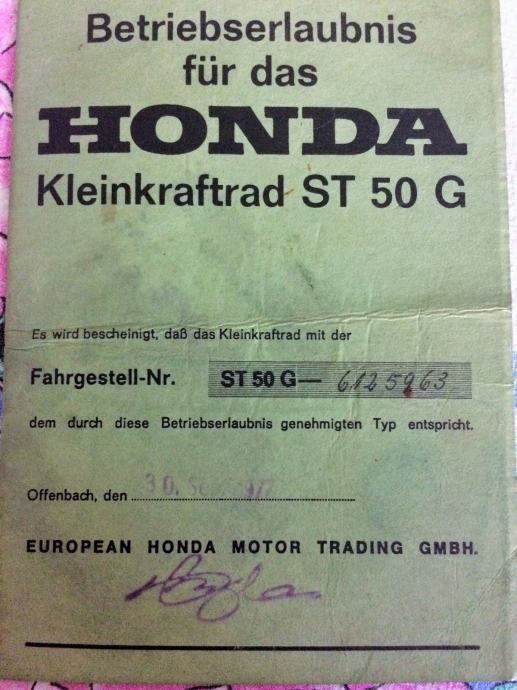 Betriebserlaubnis
für das
HONDA
Kleinkraftrad ST 50 G
Es wird bescheinigt, daß das Kleinkraftrad mit der
Fahrgestell-Nr. ST 50 G— 6125963
dem durch diese Betriebserlaubnis genehmigten Typ entspricht.
Offenbach, den 30.
EUROPEAN HONDA MOTOR TRADING GMBH.